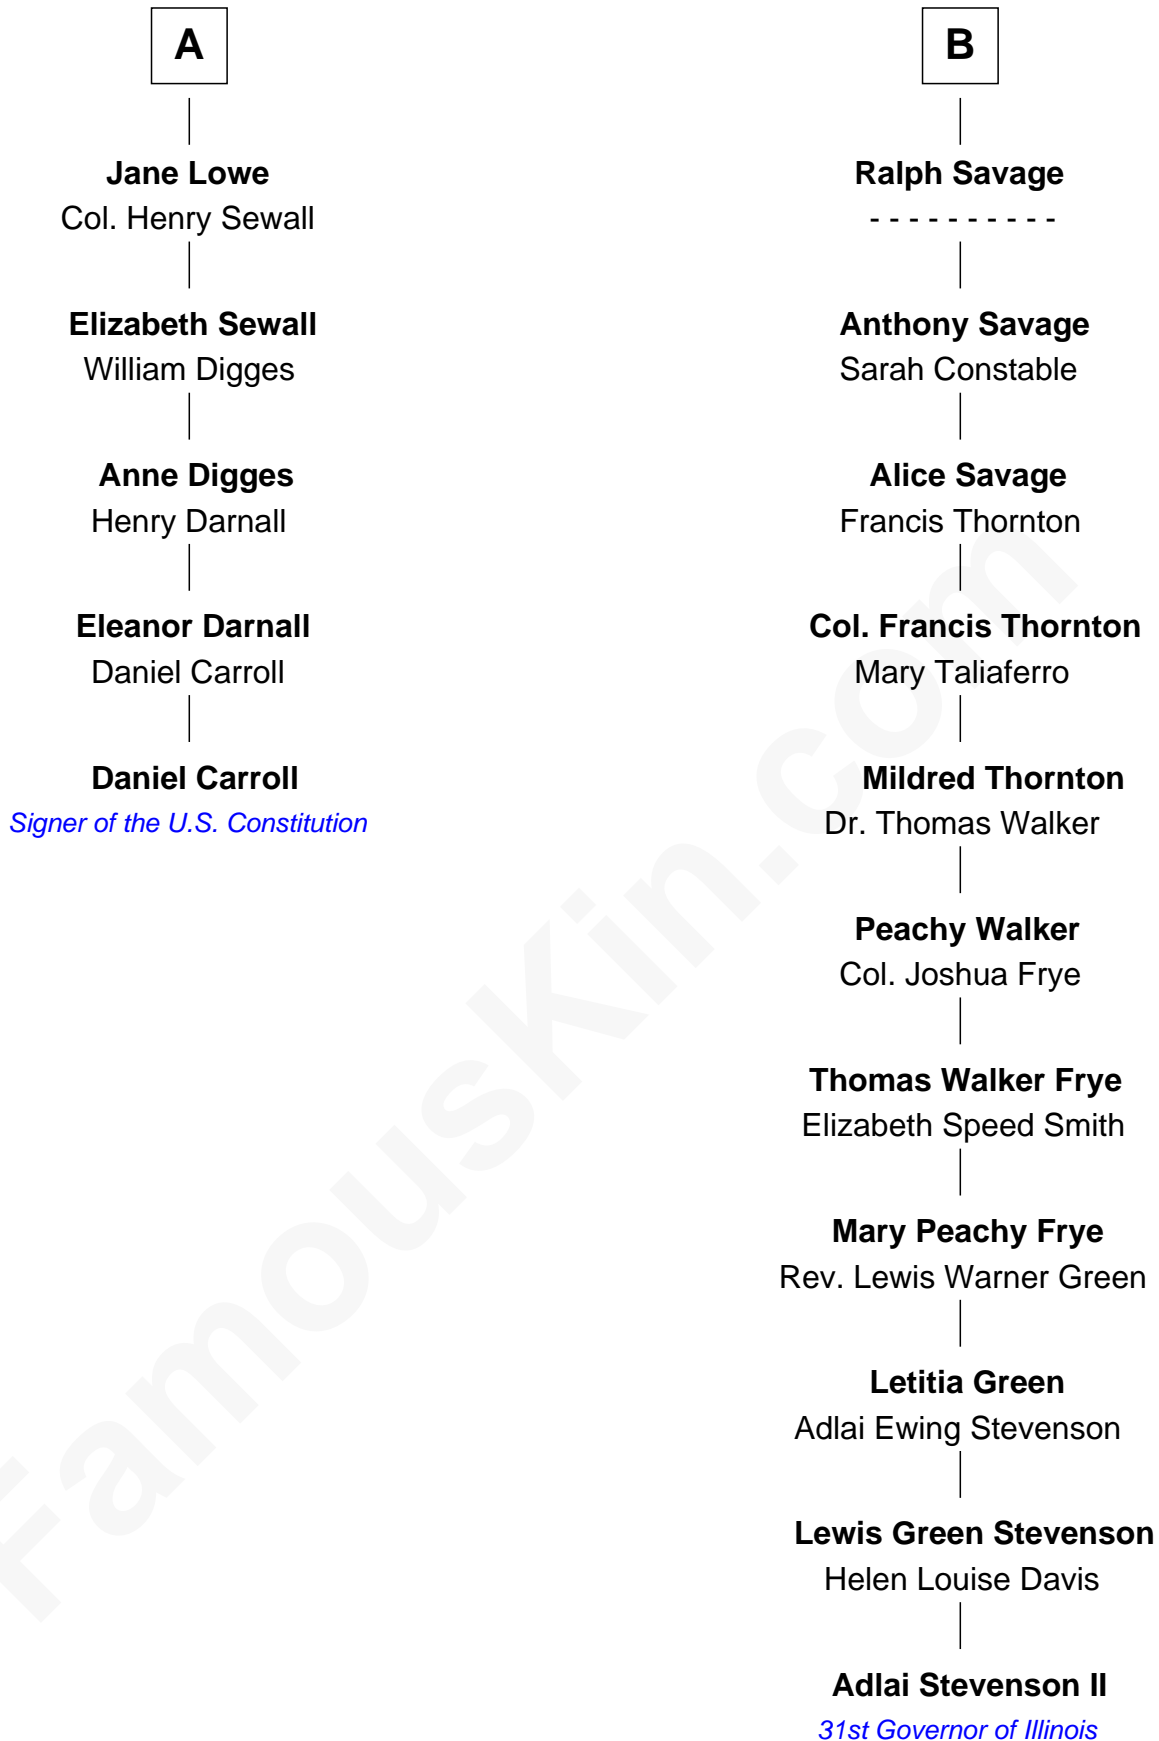 A
Jane Lowe
Col. Henry Sewall
Elizabeth Sewall
William Digges
Anne Digges
Henry Darnall
Eleanor Darnall
Daniel Carroll
Daniel Carroll
Signer of the U.S. Constitution
B
Ralph Savage
- - - - - - - - - -
Anthony Savage
Sarah Constable
Alice Savage
Francis Thornton
Col. Francis Thornton
Mary Taliaferro
Mildred Thornton
Dr. Thomas Walker
Peachy Walker
Col. Joshua Frye
Thomas Walker Frye
Elizabeth Speed Smith
Mary Peachy Frye
Rev. Lewis Warner Green
Letitia Green
Adlai Ewing Stevenson
Lewis Green Stevenson
Helen Louise Davis
Adlai Stevenson II
31st Governor of Illinois
FamousKin.com